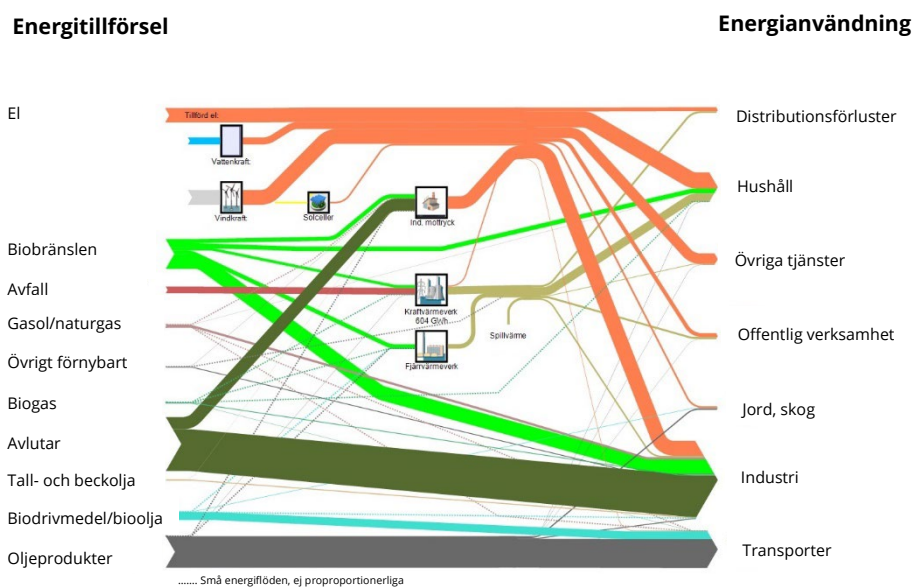 Energitillförsel
Energianvändning
El
Tillförd el:
Distributionsförluster
Vattenkraft
Hushåll
Vindkraft
Solceller
Ind. mottryck
Biobränslen
Övriga tjänster
Avfall
Kraftvärmeverk
604 GWh
Gasol/naturgas
Spillvärme
Offentlig verksamhet
Övrigt förnybart
Fjärrvärmeverk
Biogas
Jord, skog
Avlutar
Tall- och beckolja
Industri
Biodrivmedel/bioolja
Oljeprodukter
Transporter
....... Små energiflöden, ej proproportionerliga